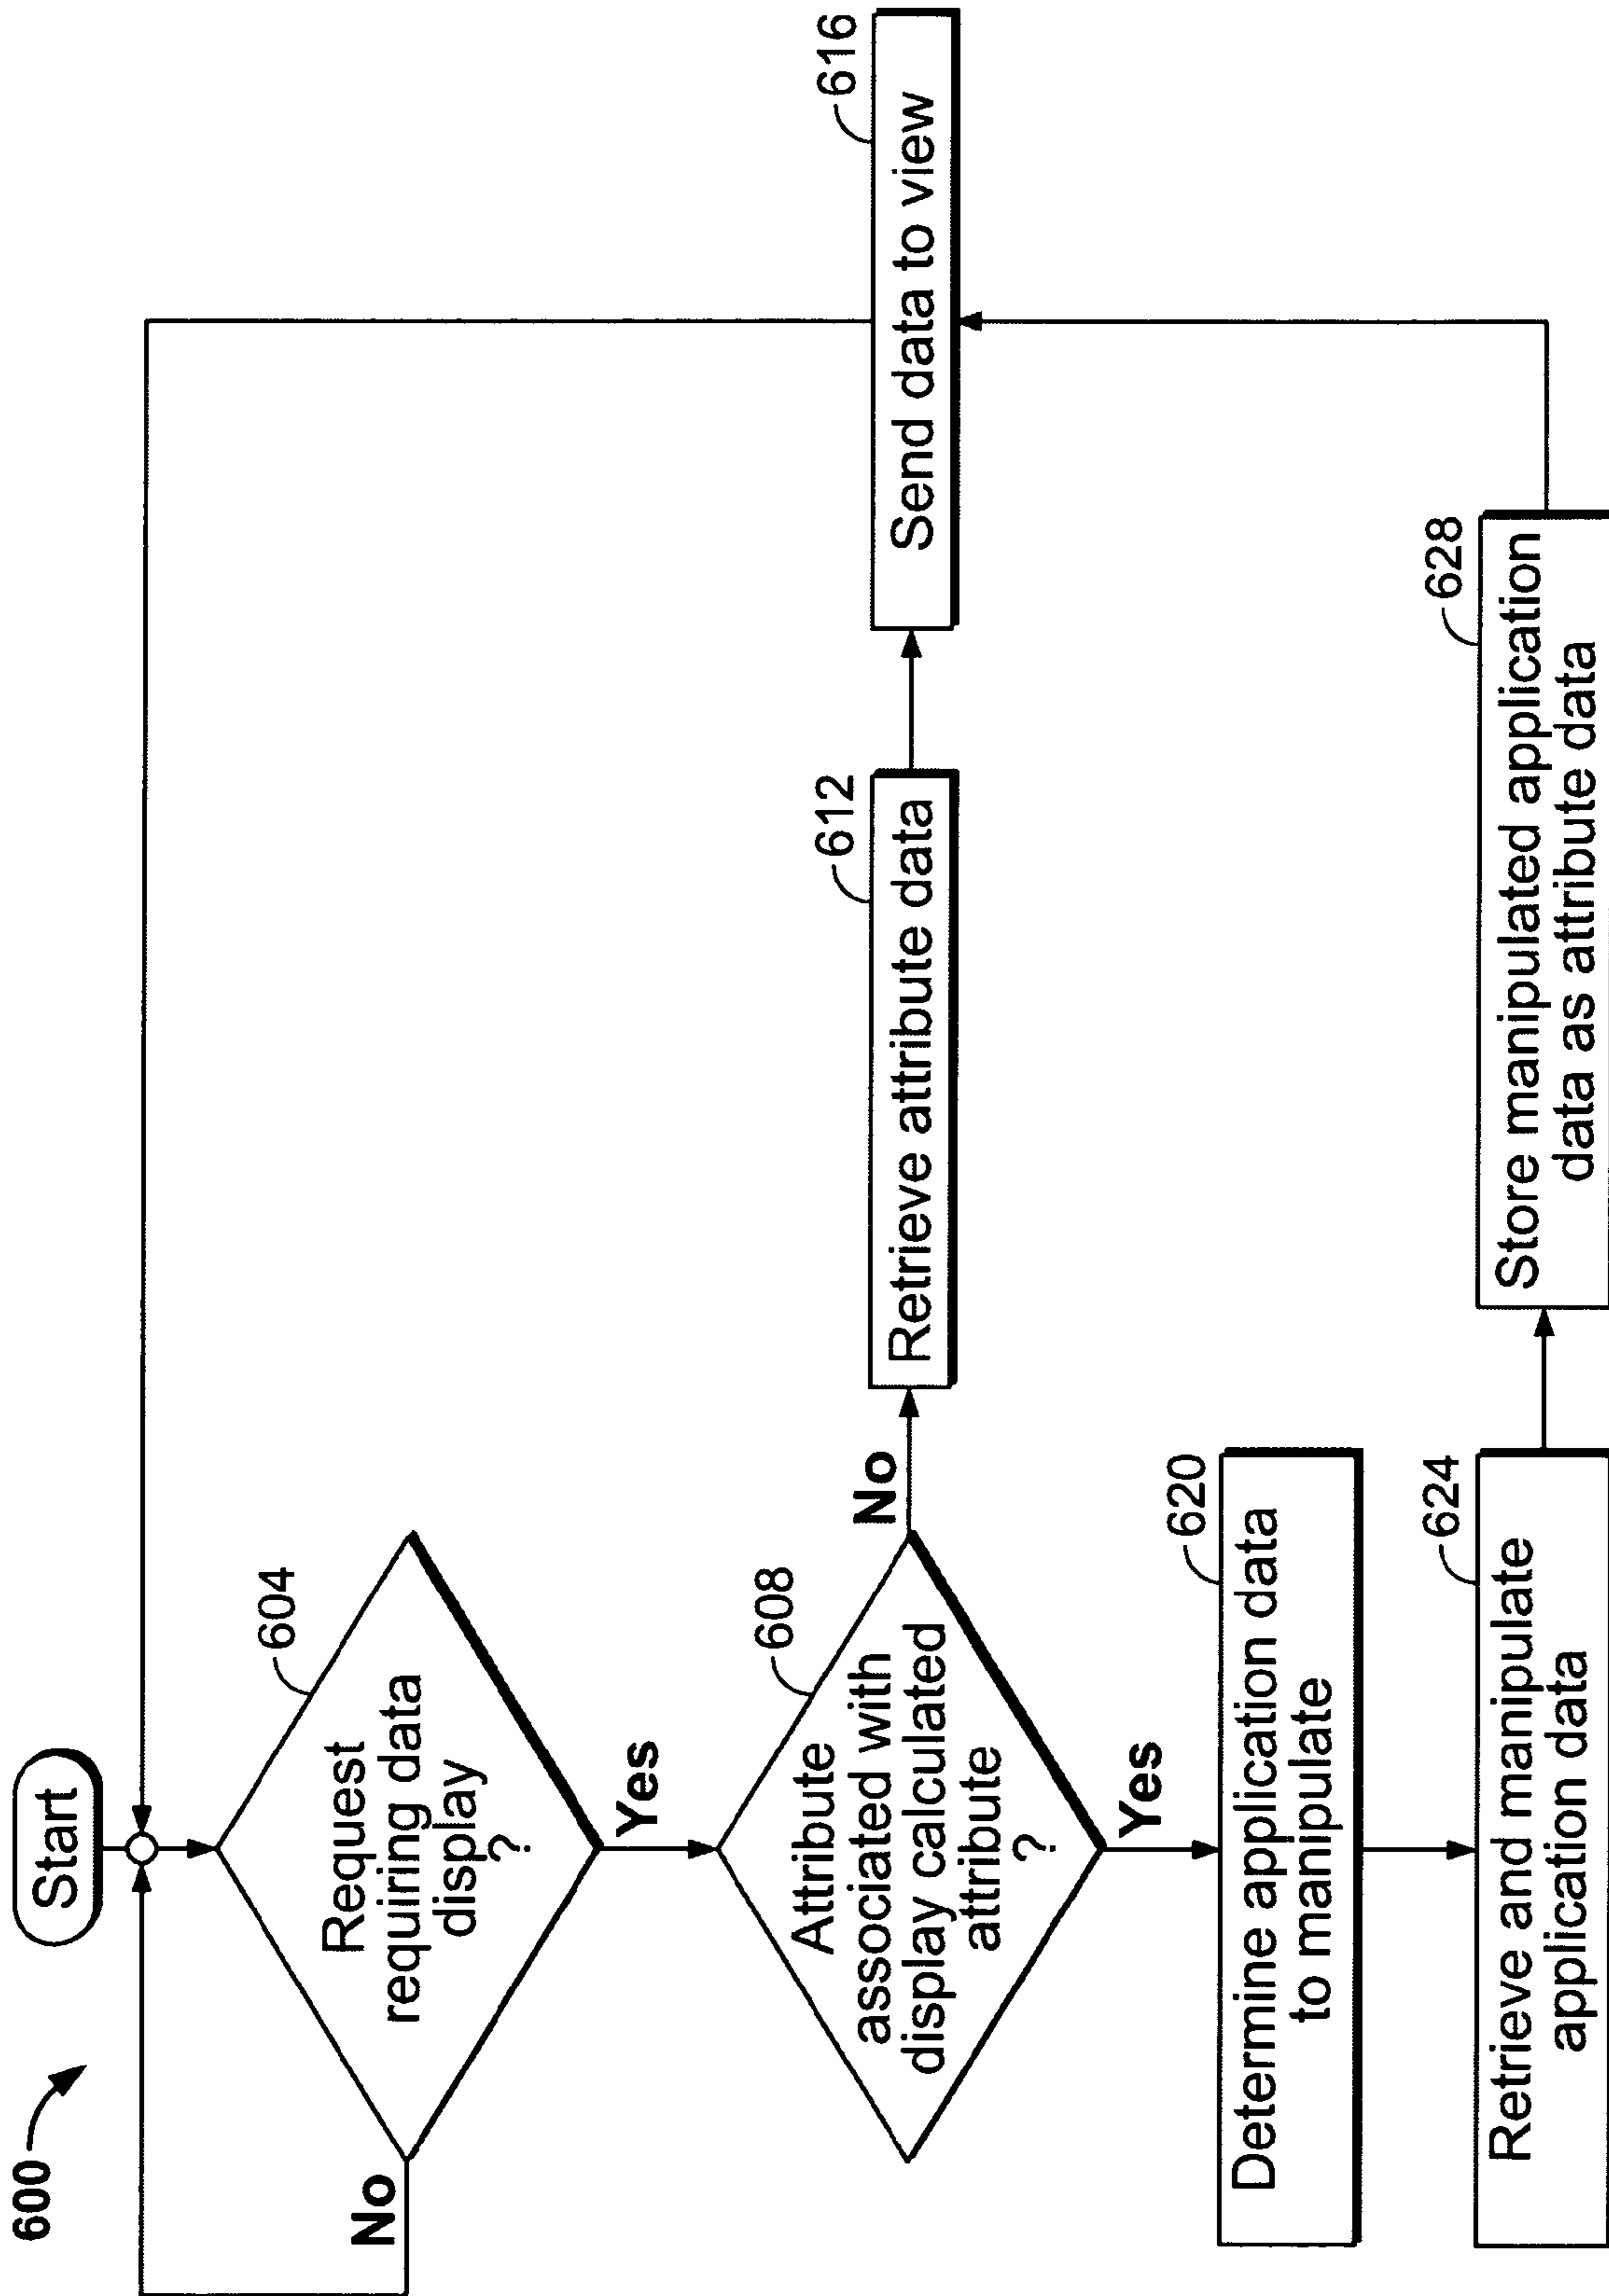 600
Start
604
Request
requiring data
display
?
No
Yes
608
Attribute
associated with
display calculated
attribute
?
No
612
Retrieve attribute data
616
Send data to view
Yes
620
Determine application data
to manipulate
624
Retrieve and manipulate
application data
628
Store manipulated application
data as attribute data